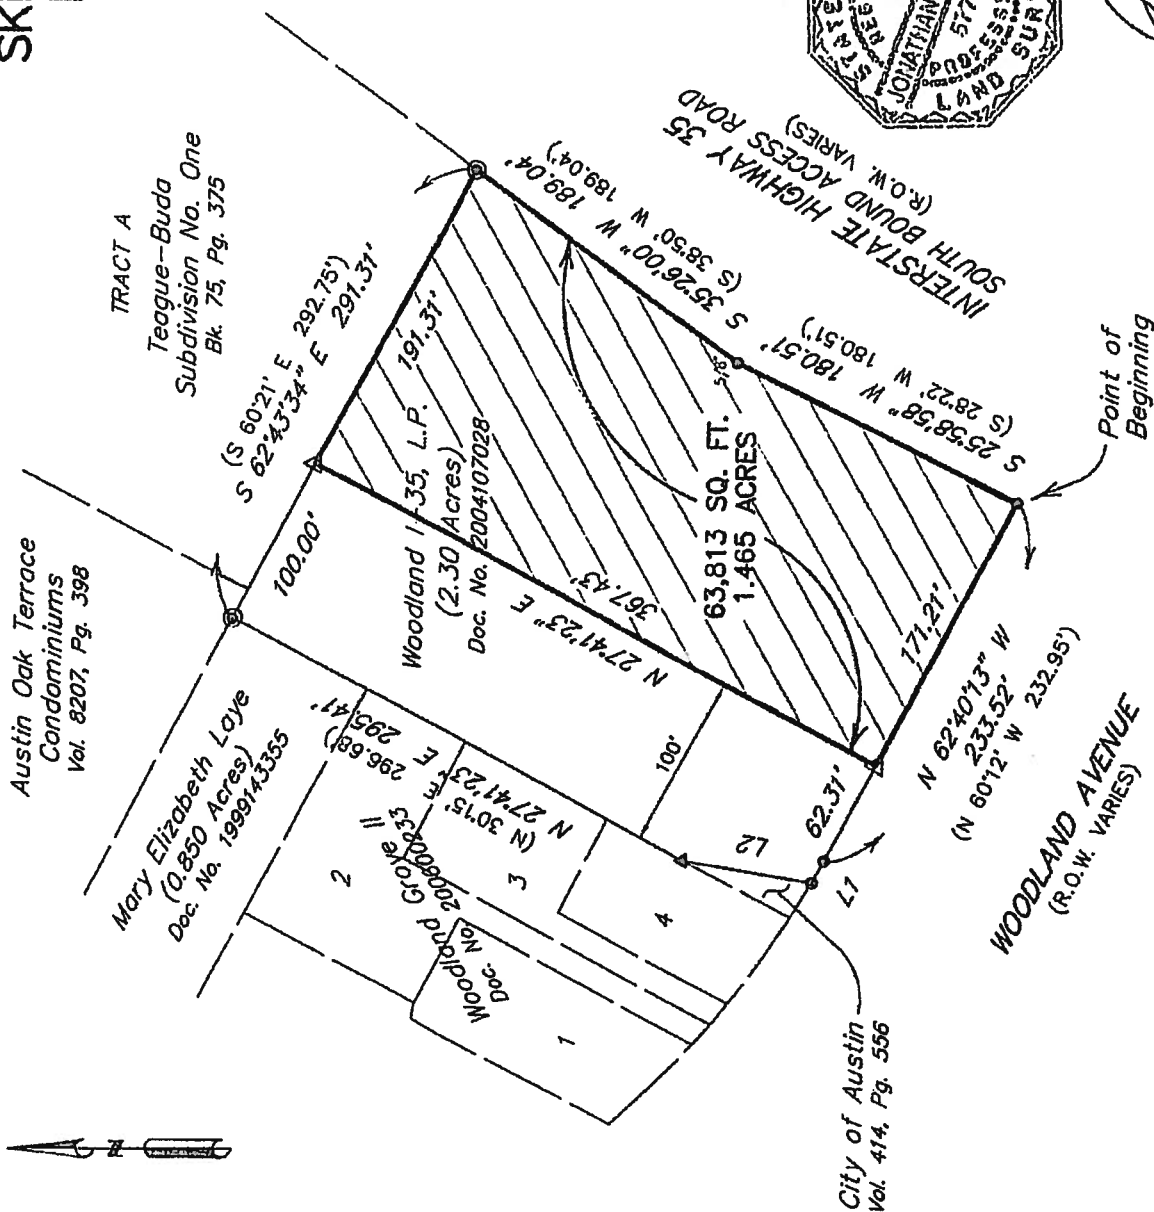 SK
TRACT A
Teague-Buda
Subdivision No. One
Bk. 75, Pg. 375
Austin Oak Terrace
Condominiums
Vol. 8207, Pg. 398
(S 60°21' E 292.75')
S 62°43'34" E 291.31'
100.00'
191.31'
INTERSTATE HIGHWAY 35
SOUTH BOUND ACCESS ROAD
(R.O.W. VARIES)
S 35°26'00" W 189.04'
(S 38°50' W 189.04')
S 25°58'58" W 180.51'
(S 28°22' W 180.51')
5/8"
Woodland I-35, L.P.
(2.30 Acres)
Doc. No. 2004107028
N 27°41'23" E 367.43'
63,813 SQ. FT.
1.465 ACRES
Mary Elizabeth Laye
(0.850 Acres)
Doc. No. 1999143355
(N 30°15' E 296.68')
N 27°41'23" E 295.41'
Woodland Grove II
Doc. No. 200600233
1
2
3
4
100'
L2
L1
62.31'
171.21'
N 62°40'13" W
233.52'
(N 60°12' W 232.95')
WOODLAND AVENUE
(R.O.W. VARIES)
Point of
Beginning
City of Austin
Vol. 414, Pg. 556
N
JONATHAN
577
LAND SUR